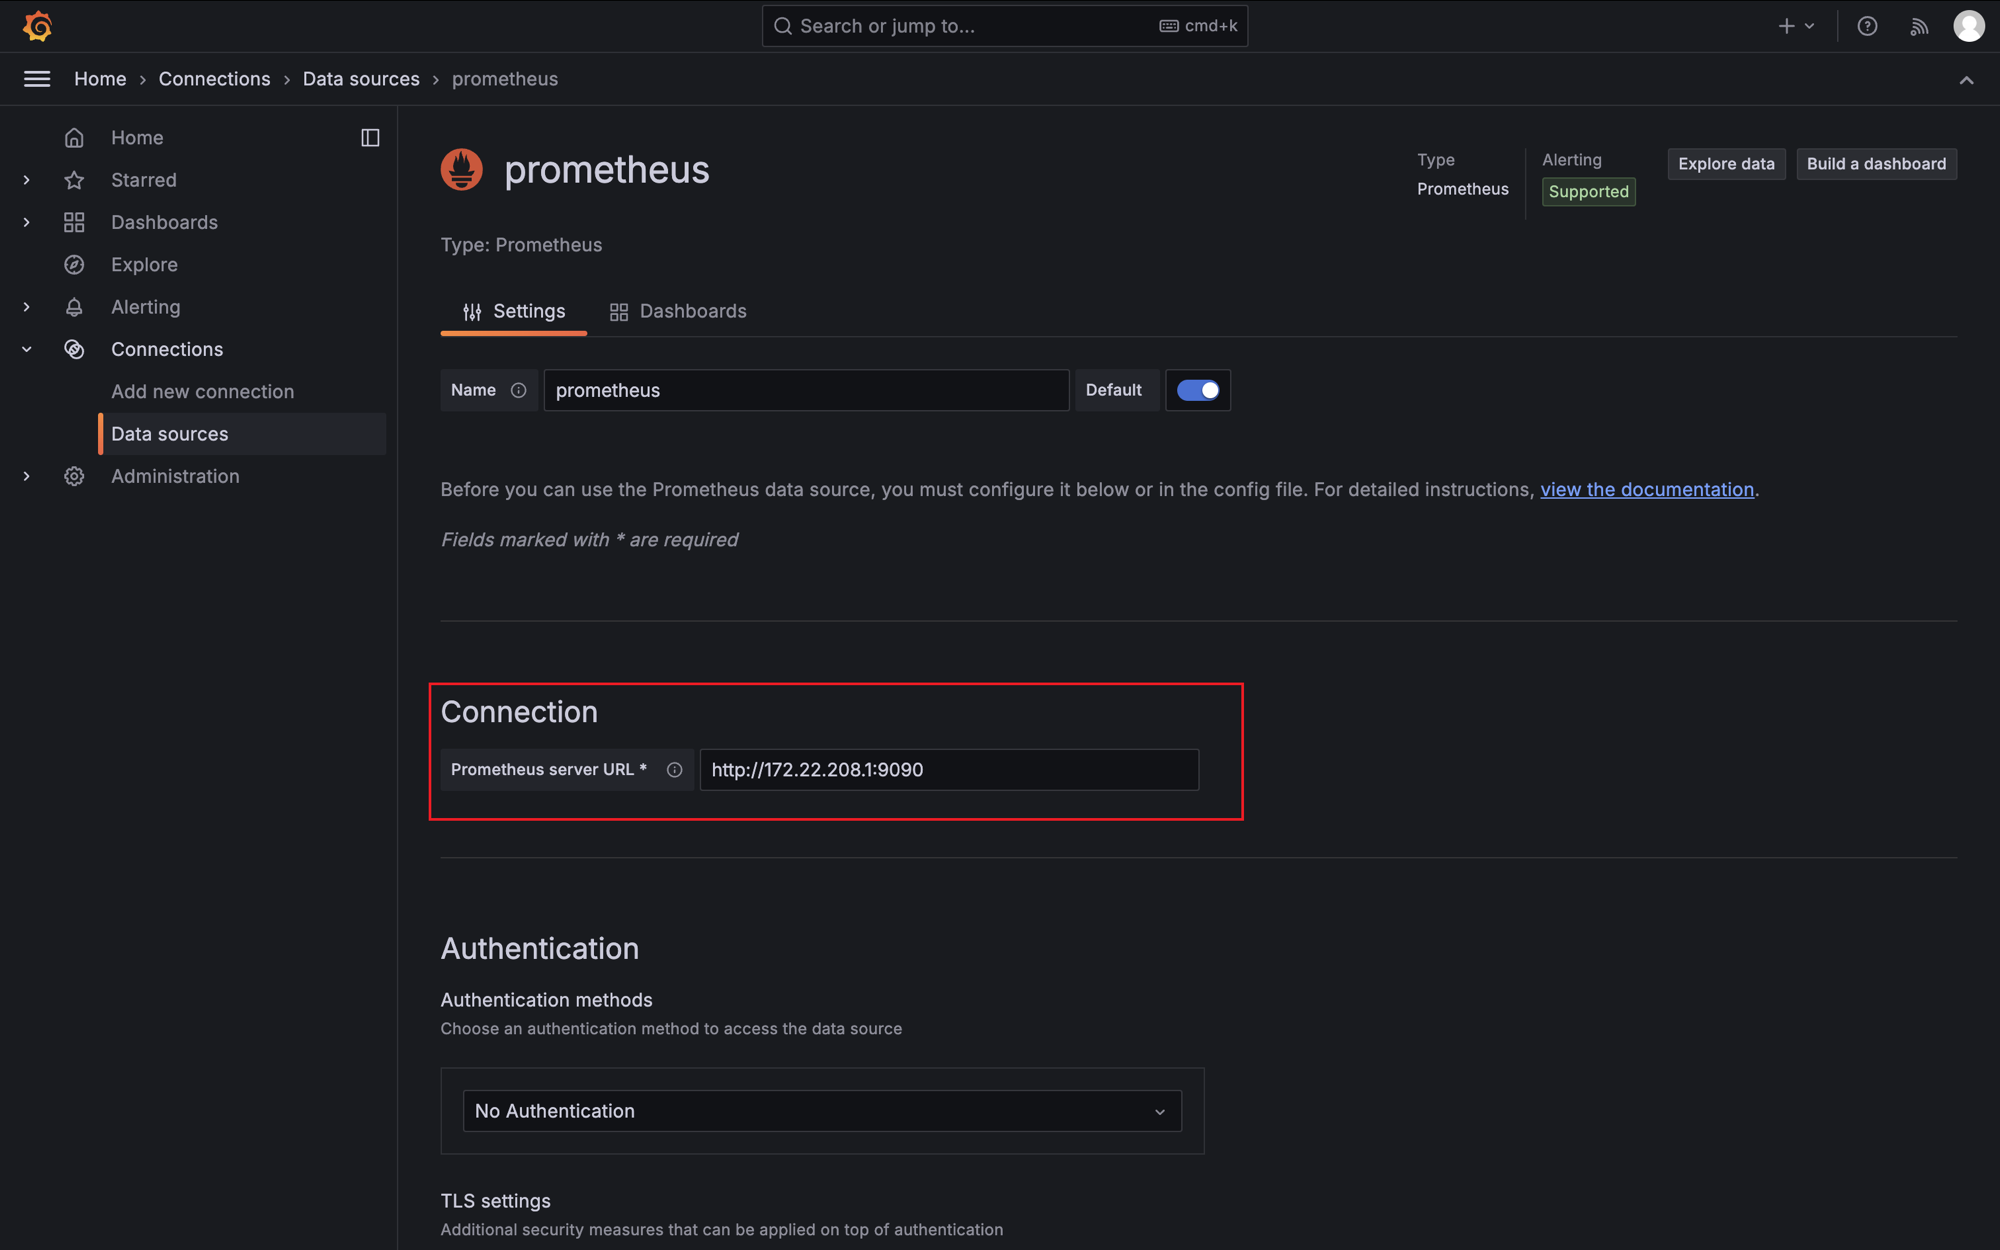 Search or jump to...
cmd+k
Home
Connections
Data sources
prometheus
Home
Starred
Dashboards
Explore
Alerting
Connections
Add new connection
Data sources
Administration
prometheus
Type
Prometheus
Alerting
Supported
Explore data
Build a dashboard
Type: Prometheus
Settings
Dashboards
Name
prometheus
Default
Before you can use the Prometheus data source, you must configure it below or in the config file. For detailed instructions, view the documentation.
Fields marked with * are required
Connection
Prometheus server URL *
http://172.22.208.1:9090
Authentication
Authentication methods
Choose an authentication method to access the data source
No Authentication
TLS settings
Additional security measures that can be applied on top of authentication